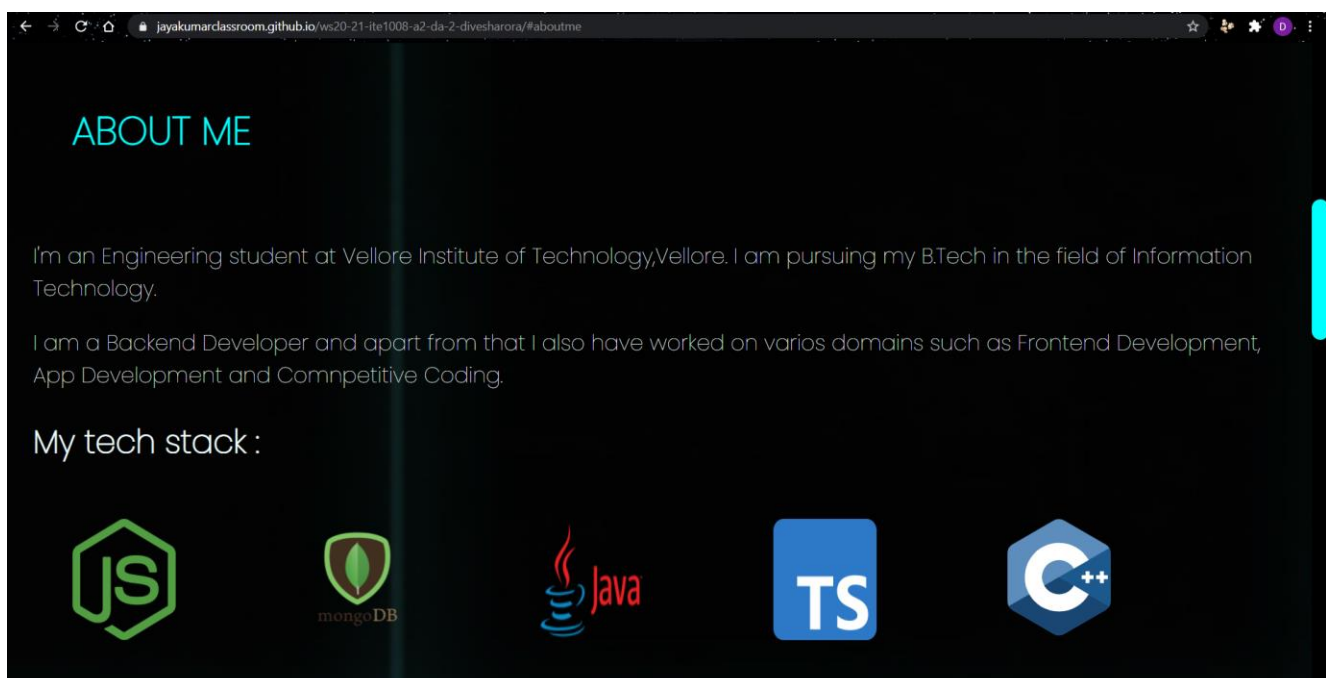 jayakumarclassroom.github.io/ws20-21-ite1008-a2-da-2-divesharora/#aboutme
D
ABOUT ME
I'm an Engineering student at Vellore Institute of Technology,Vellore. I am pursuing my B.Tech in the field of Information
Technology.
I am a Backend Developer and apart from that I also have worked on varios domains such as Frontend Development,
App Development and Comnpetitive Coding.
My tech stack :
JS
mongoDB
Java
TS
C++